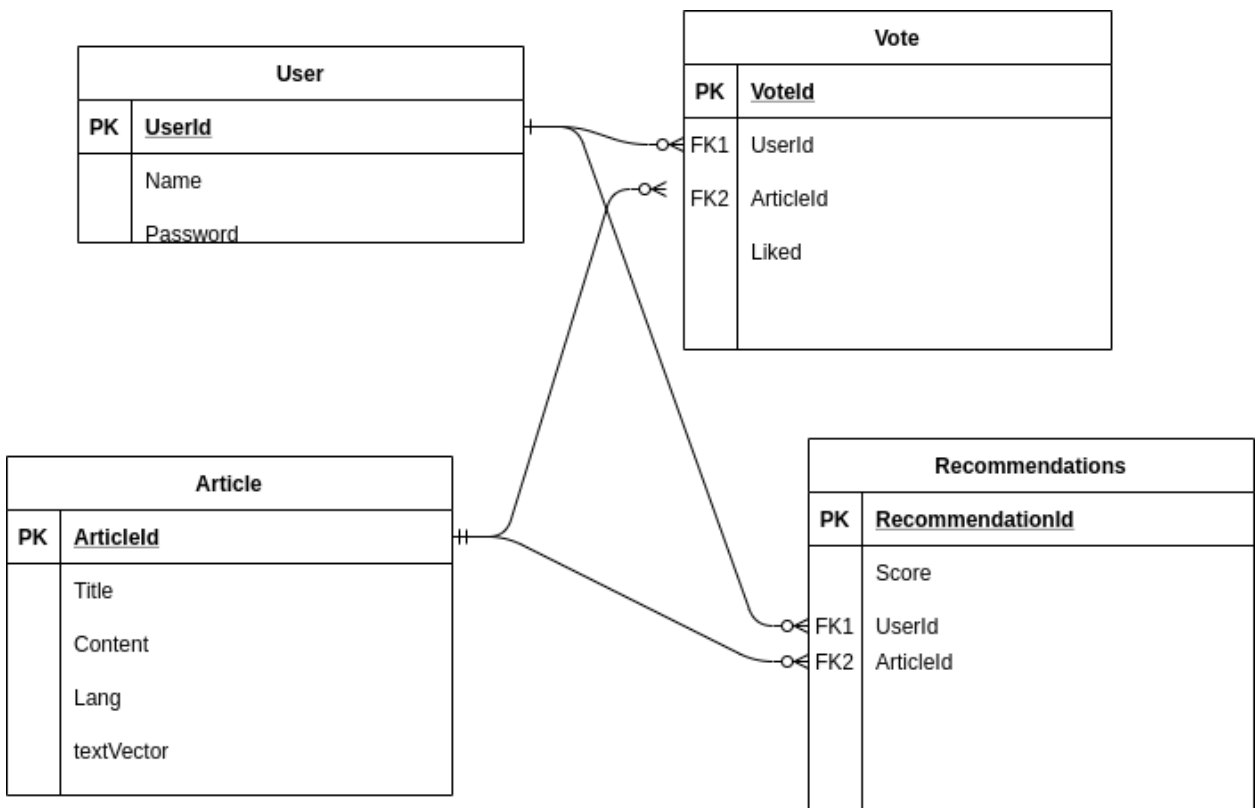 User
PK UserId
Name
Password
Vote
PK VoteId
FK1 UserId
FK2 ArticleId
Liked
Article
PK ArticleId
Title
Content
Lang
textVector
Recommendations
PK RecommendationId
Score
FK1 UserId
FK2 ArticleId